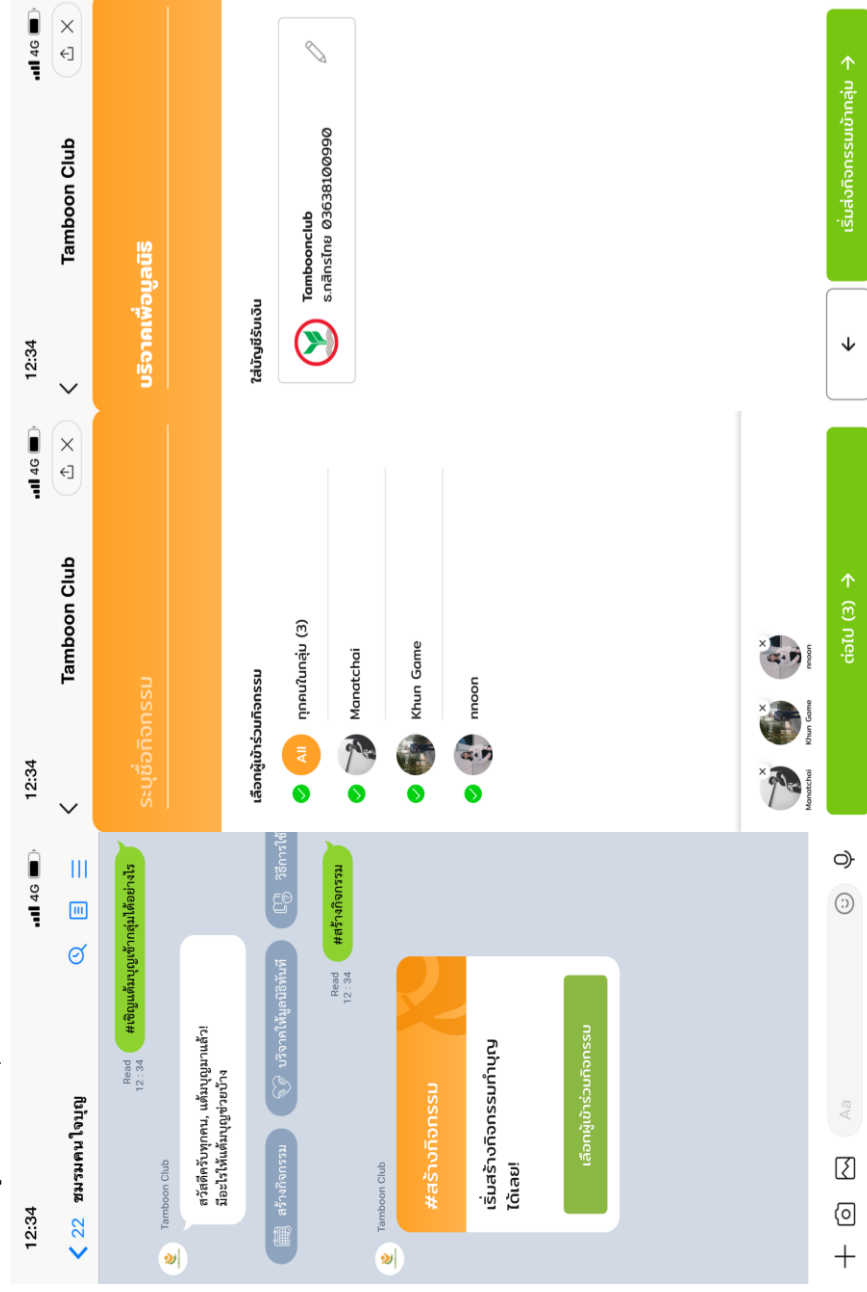 12:34
4G
22 ชมรมคนใจบุญ
#เชิญแต้มบุญเข้ากลุ่มได้อย่างไร
Read
12 : 34
Tamboon Club
สวัสดีครับทุกคน, แต้มบุญมาแล้ว!
มีอะไรให้แต้มบุญช่วยบ้าง
สร้างกิจกรรม
บริจาคให้มูลนิธิทันที
วิธีการใช้
#สร้างกิจกรรม
Read
12 : 34
Tamboon Club
#สร้างกิจกรรม
เริ่มสร้างกิจกรรมทำบุญ
ได้เลย!
เลือกผู้เข้าร่วมกิจกรรม
Aa
12:34
4G
Tamboon Club
ระบุชื่อกิจกรรม
เลือกผู้เข้าร่วมกิจกรรม
All
ทุกคนในกลุ่ม (3)
Manatchai
Khun Game
nnoon
Manatchai
Khun Game
nnoon
ต่อไป (3) →
12:34
4G
Tamboon Club
บริจาคเพื่อมูลนิธิ
ใส่บัญชีรับเงิน
Tamboonclub
ธ.กสิกรไทย 03638100990
←
เริ่มส่งกิจกรรมเข้ากลุ่ม →